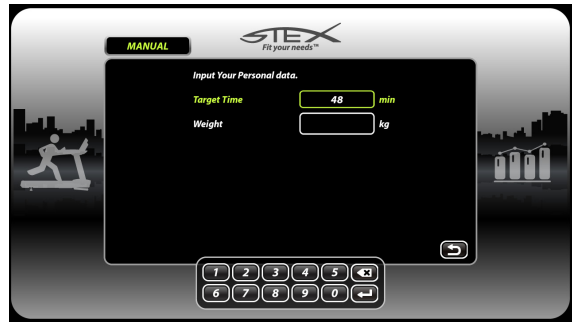 STEX
MANUAL
Fit your needs™
Input Your Personal data.
Target Time 48 min
Weight kg
1 2 3 4 5
6 7 8 9 0